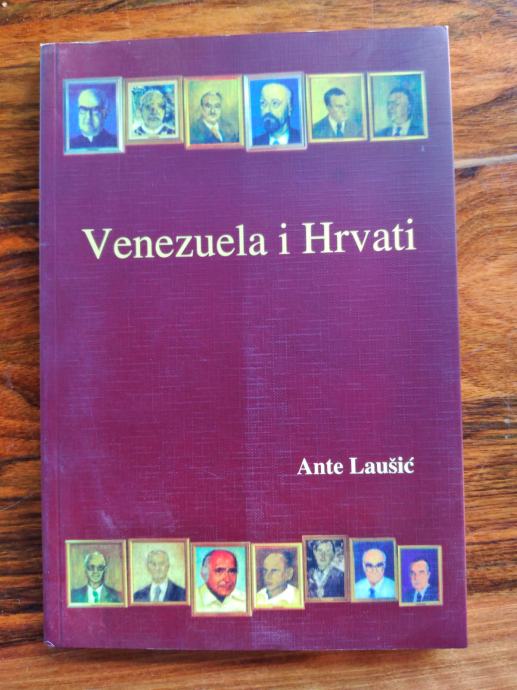 Venezuela i Hrvati
Ante Laušić